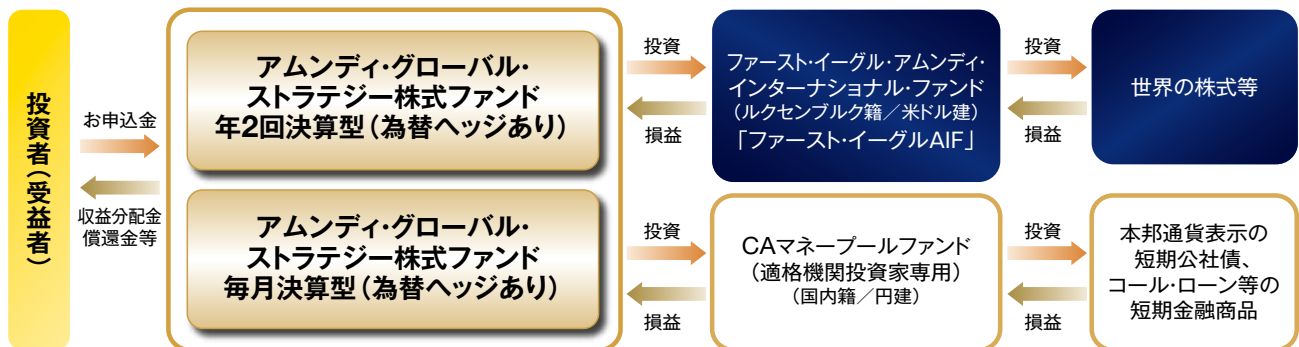 投資者（受益者）
お申込金
収益分配金
償還金等
アムンディ・グローバル・
ストラテジー株式ファンド
年2回決算型（為替ヘッジあり）
アムンディ・グローバル・
ストラテジー株式ファンド
毎月決算型（為替ヘッジあり）
投資
損益
ファースト・イーグル・アムンディ・
インターナショナル・ファンド
（ルクセンブルク籍／米ドル建）
「ファースト・イーグルAIF」
投資
損益
世界の株式等
投資
損益
CAマネープールファンド
（適格機関投資家専用）
（国内籍／円建）
投資
損益
本邦通貨表示の
短期公社債、
コール・ローン等の
短期金融商品